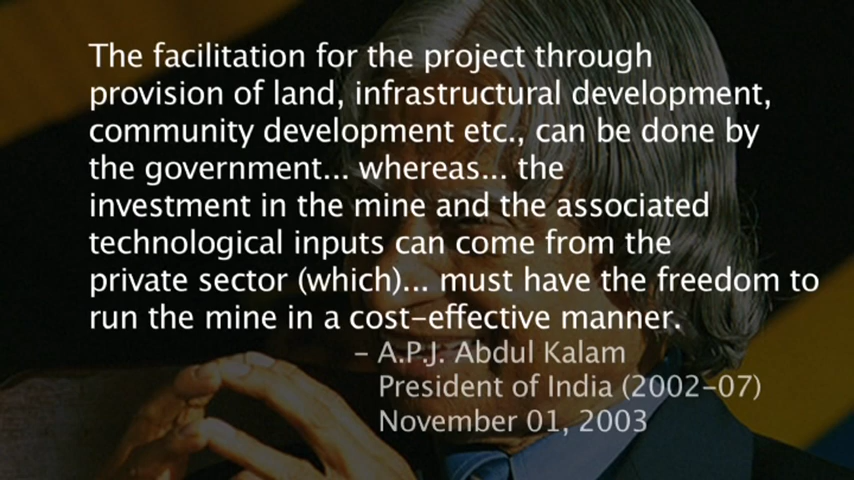 The facilitation for the project through
provision of land, infrastructural development,
community development etc., can be done by
the government... whereas... the
investment in the mine and the associated
technological inputs can come from the
private sector (which)... must have the freedom to
run the mine in a cost-effective manner.
– A.P.J. Abdul Kalam
President of India (2002-07)
November 01, 2003